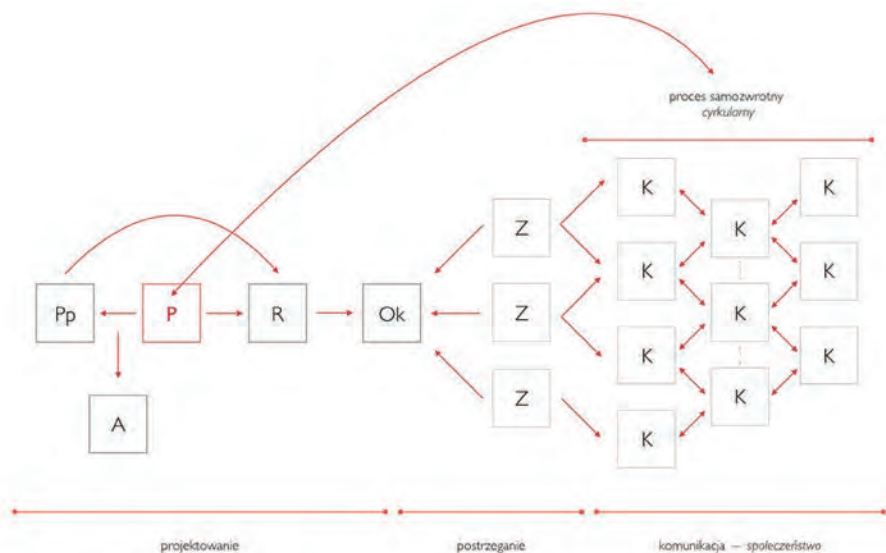 proces samozwrotny
cyrkularny
K
K
Z
K
K
K
Pp
P
R
Ok
Z
K
K
K
A
Z
K
K
projektowanie
postrzeganie
komunikacja — społeczeństwo